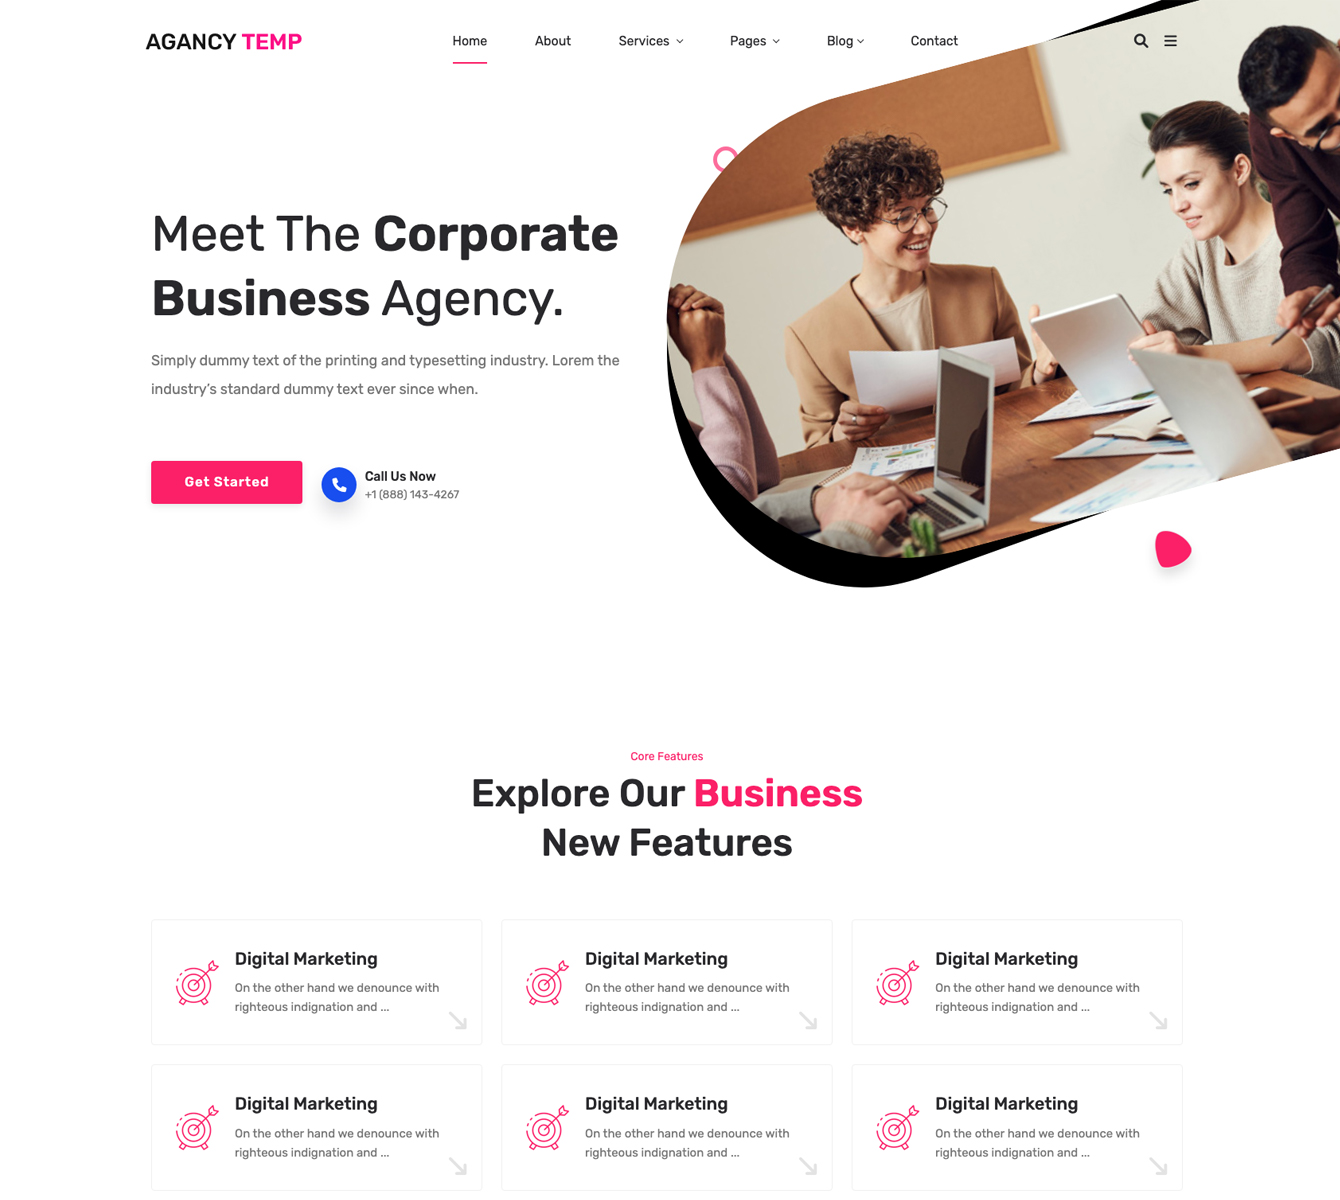 AGANCY TEMP
Home About Services Pages Blog Contact
Meet The Corporate
Business Agency.
Simply dummy text of the printing and typesetting industry. Lorem the
industry’s standard dummy text ever since when.
Get Started
Call Us Now
+1 (888) 143-4267
Core Features
Explore Our Business
New Features
Digital Marketing
On the other hand we denounce with
righteous indignation and ...
Digital Marketing
On the other hand we denounce with
righteous indignation and ...
Digital Marketing
On the other hand we denounce with
righteous indignation and ...
Digital Marketing
On the other hand we denounce with
righteous indignation and ...
Digital Marketing
On the other hand we denounce with
righteous indignation and ...
Digital Marketing
On the other hand we denounce with
righteous indignation and ...